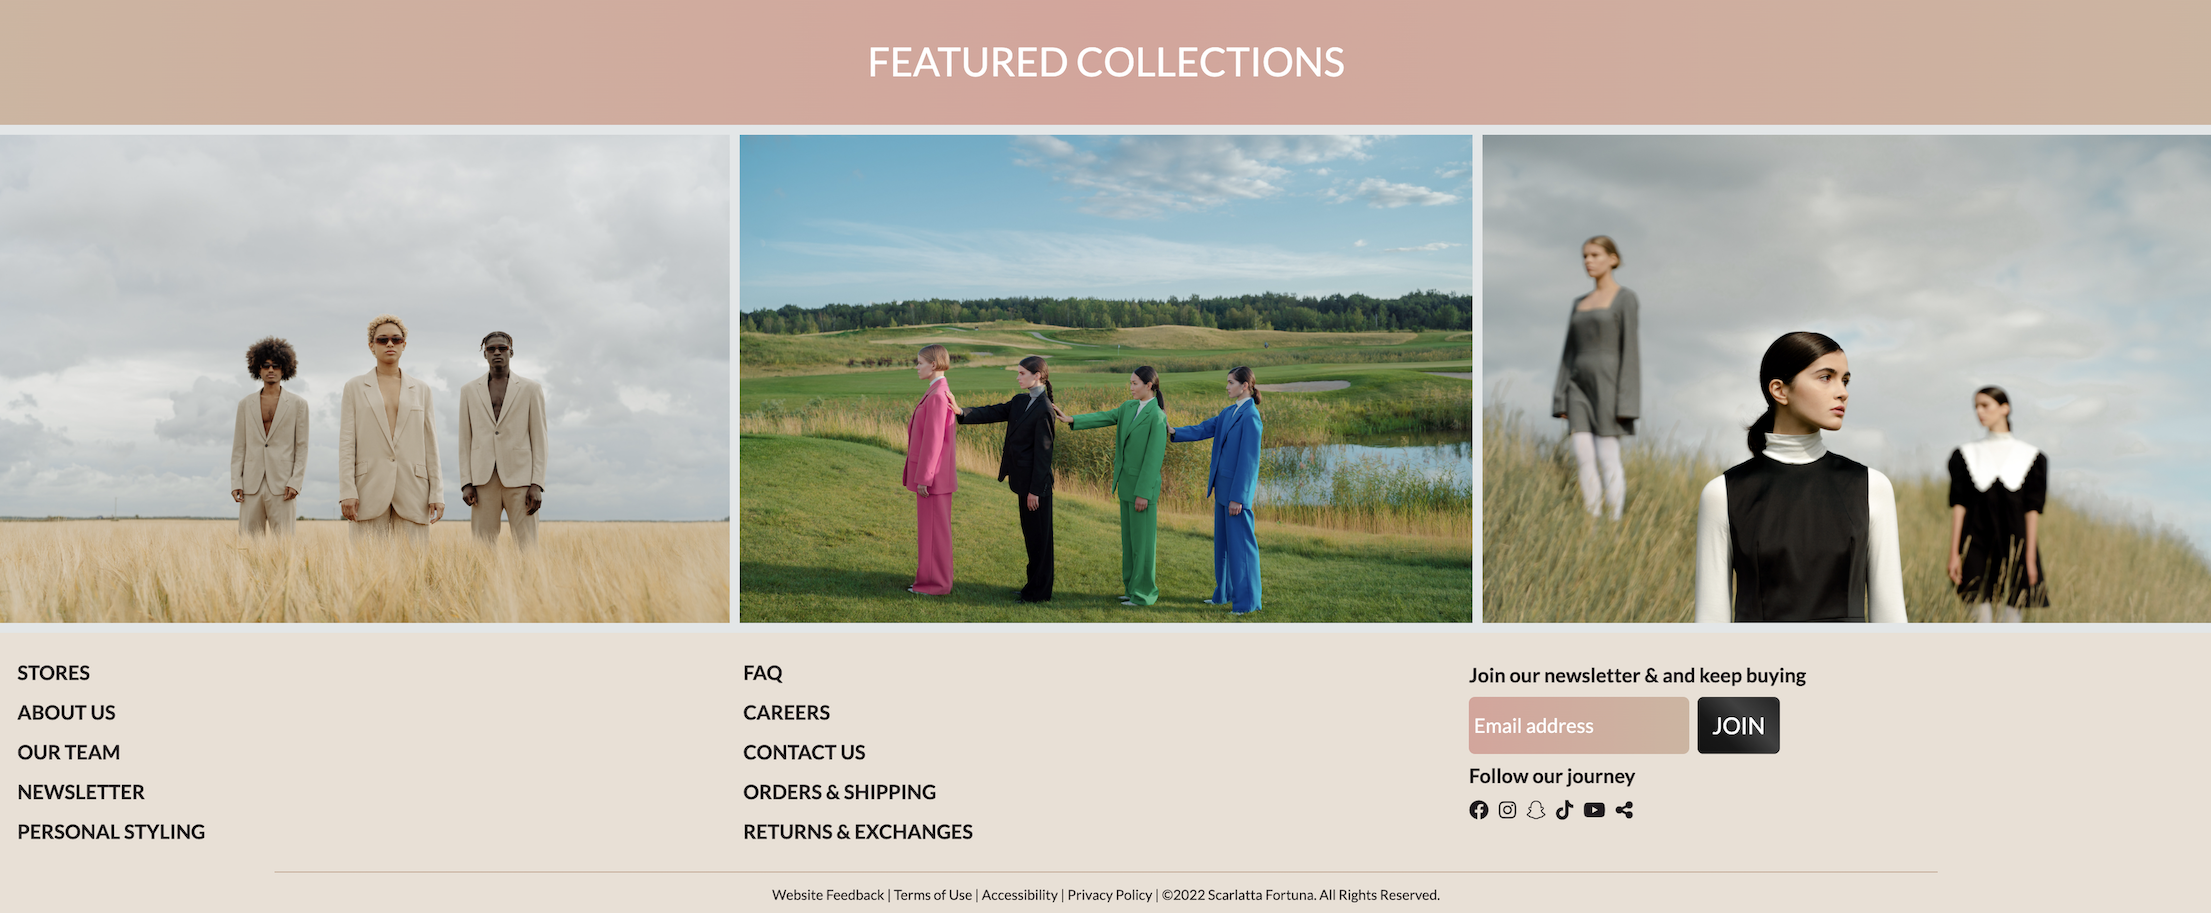 FEATURED COLLECTIONS
STORES
ABOUT US
OUR TEAM
NEWSLETTER
PERSONAL STYLING
FAQ
CAREERS
CONTACT US
ORDERS & SHIPPING
RETURNS & EXCHANGES
Join our newsletter & and keep buying
Email address
JOIN
Follow our journey
Website Feedback | Terms of Use | Accessibility | Privacy Policy | ©2022 Scarlatta Fortuna. All Rights Reserved.